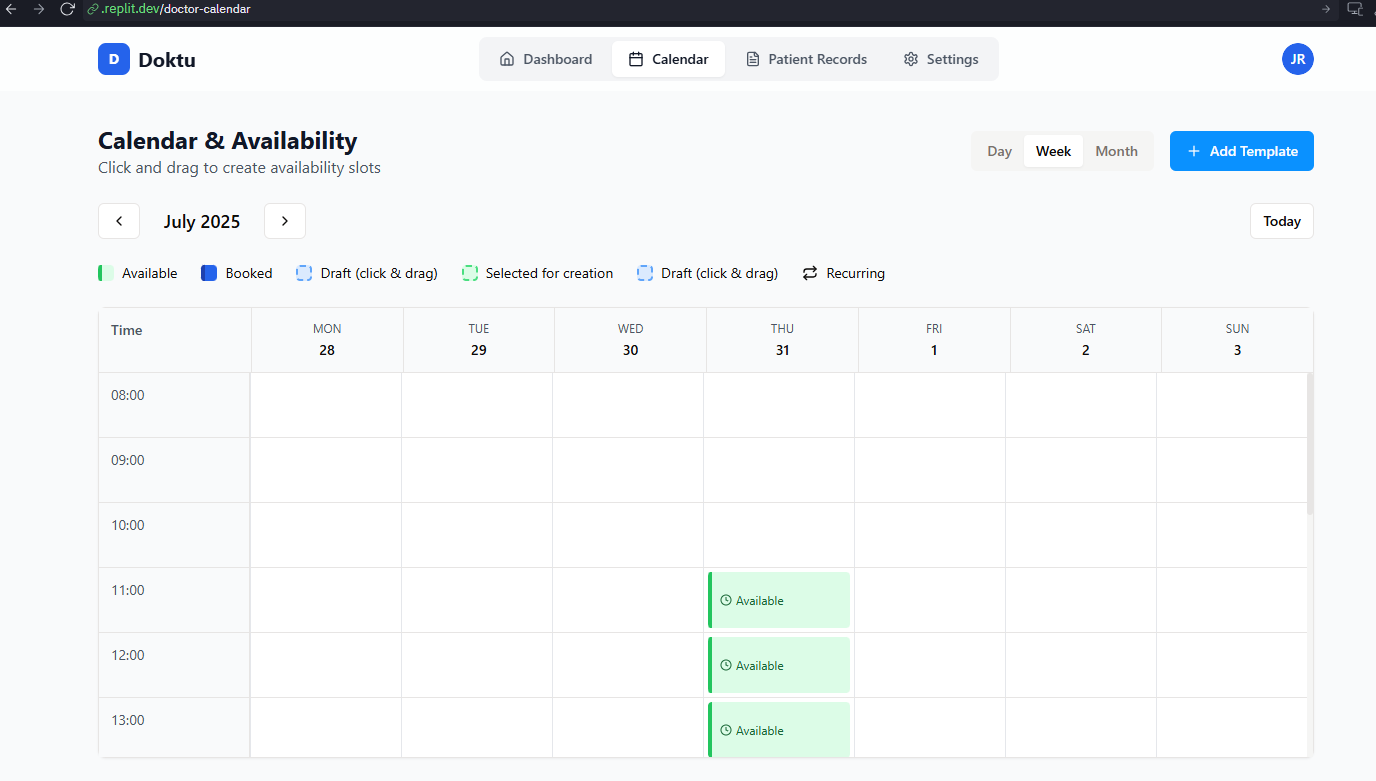 .replit.dev/doctor-calendar
D Doktu
Dashboard Calendar Patient Records Settings
JR
Calendar & Availability
Click and drag to create availability slots
Day Week Month
+ Add Template
July 2025
Today
Available Booked Draft (click & drag) Selected for creation Draft (click & drag) Recurring
Time MON TUE WED THU FRI SAT SUN
28 29 30 31 1 2 3
08:00
09:00
10:00
11:00 Available
12:00 Available
13:00 Available